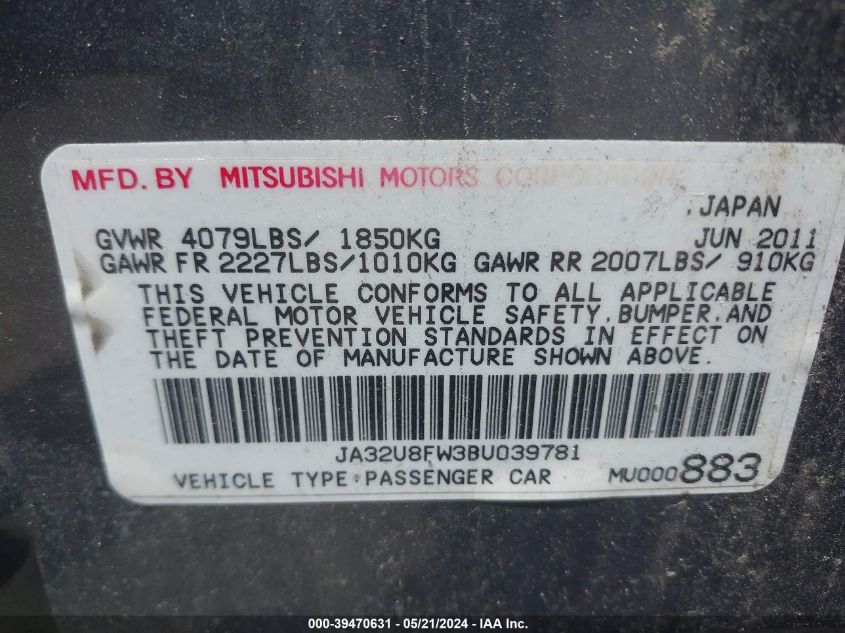 MFD. BY MITSUBISHI MOTORS CORPORATION
JAPAN
GVWR 4079LBS/ 1850KG JUN 2011
GAWR FR 2227LBS/1010KG GAWR RR 2007LBS/ 910KG
THIS VEHICLE CONFORMS TO ALL APPLICABLE
FEDERAL MOTOR VEHICLE SAFETY, BUMPER, AND
THEFT PREVENTION STANDARDS IN EFFECT ON
THE DATE OF MANUFACTURE SHOWN ABOVE.
JA32U8FW3BU039781
VEHICLE TYPE:PASSENGER CAR MU000883
000-39470631 - 05/21/2024 - IAA Inc.